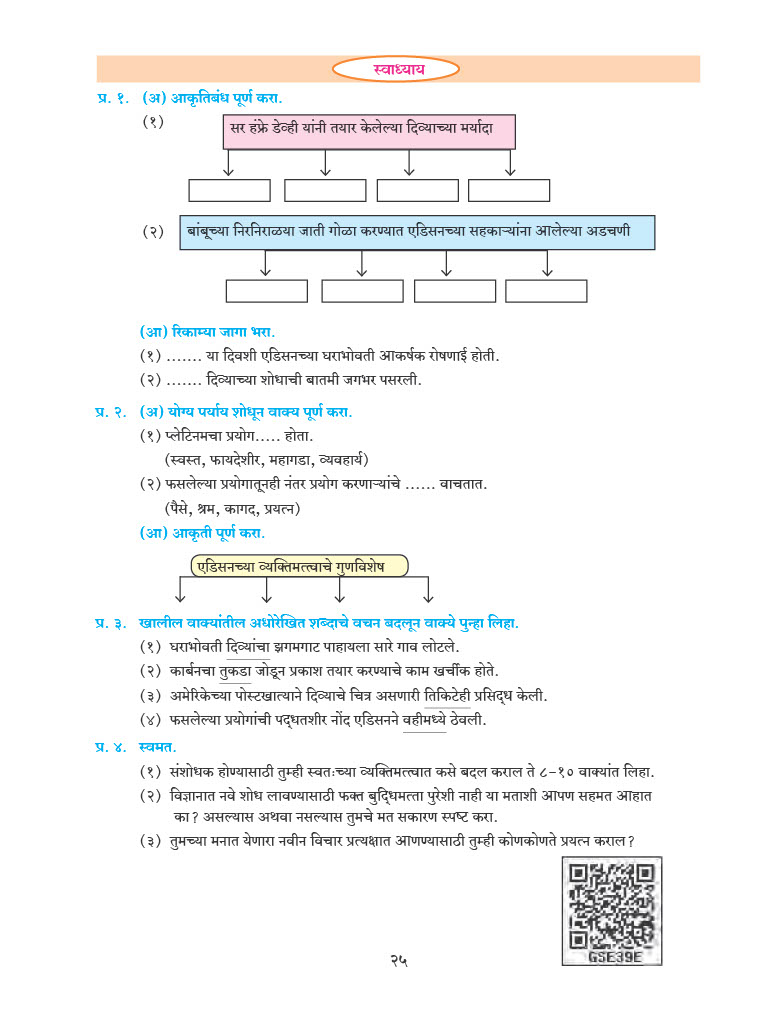 स्वाध्याय
प्र. १. (अ) आकृतिबंध पूर्ण करा.
(१) सर हंफ्रे डेव्ही यांनी तयार केलेल्या दिव्याच्या मर्यादा
(२) बांबूच्या निरनिराळ्या जाती गोळा करण्यात एडिसनच्या सहकाऱ्यांना आलेल्या अडचणी
(आ) रिकाम्या जागा भरा.
(१) ....... या दिवशी एडिसनच्या घराभोवती आकर्षक रोषणाई होती.
(२) ....... दिव्याच्या शोधाची बातमी जगभर पसरली.
प्र. २. (अ) योग्य पर्याय शोधून वाक्य पूर्ण करा.
(१) प्लेटिनमचा प्रयोग..... होता.
(स्वस्त, फायदेशीर, महागडा, व्यवहार्य)
(२) फसलेल्या प्रयोगातूनही नंतर प्रयोग करणाऱ्यांचे ...... वाचतात.
(पैसे, श्रम, कागद, प्रयत्न)
(आ) आकृती पूर्ण करा.
एडिसनच्या व्यक्तिमत्त्वाचे गुणविशेष
प्र. ३. खालील वाक्यांतील अधोरेखित शब्दाचे वचन बदलून वाक्ये पुन्हा लिहा.
(१) घराभोवती दिव्यांचा झगमगाट पाहायला सारे गाव लोटले.
(२) कार्बनचा तुकडा जोडून प्रकाश तयार करण्याचे काम खर्चीक होते.
(३) अमेरिकेच्या पोस्टखात्याने दिव्याचे चित्र असणारी तिकिटेही प्रसिद्ध केली.
(४) फसलेल्या प्रयोगांची पद्धतशीर नोंद एडिसनने वहीमध्ये ठेवली.
प्र. ४. स्वमत.
(१) संशोधक होण्यासाठी तुम्ही स्वतःच्या व्यक्तिमत्त्वात कसे बदल कराल ते ८-१० वाक्यांत लिहा.
(२) विज्ञानात नवे शोध लावण्यासाठी फक्त बुद्धिमत्ता पुरेशी नाही या मताशी आपण सहमत आहात
का? असल्यास अथवा नसल्यास तुमचे मत सकारण स्पष्ट करा.
(३) तुमच्या मनात येणारा नवीन विचार प्रत्यक्षात आणण्यासाठी तुम्ही कोणकोणते प्रयत्न कराल?
GSE39E
२५